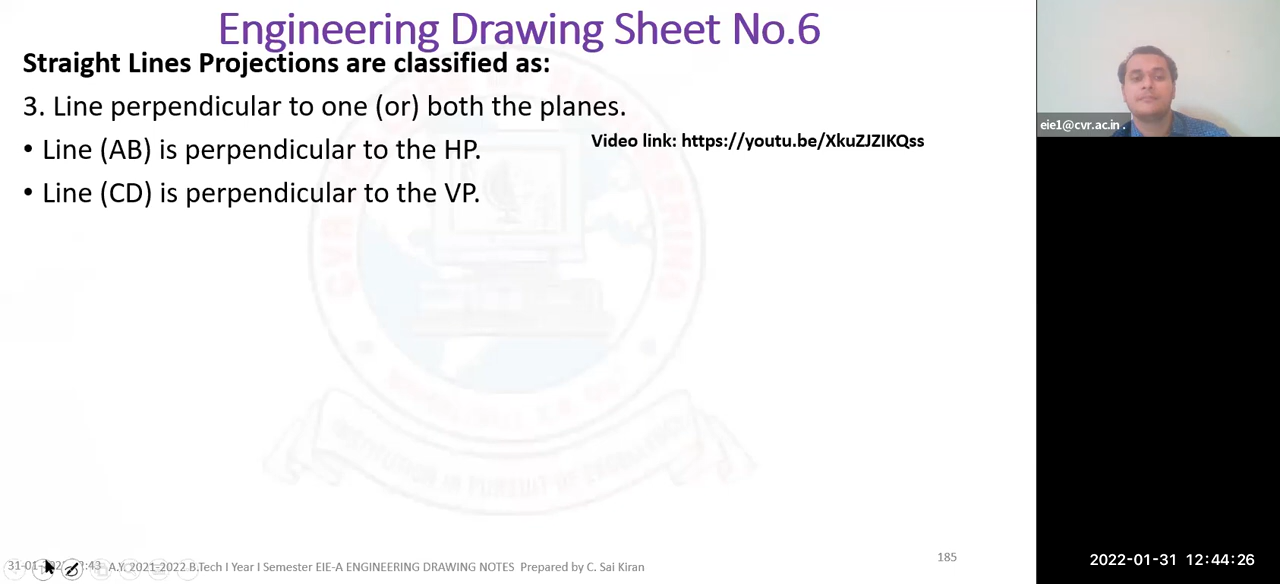 Engineering Drawing Sheet No.6
Straight Lines Projections are classified as:
3. Line perpendicular to one (or) both the planes.
• Line (AB) is perpendicular to the HP.
Video link: https://youtu.be/XkuZJZIKQss
• Line (CD) is perpendicular to the VP.
eie1@cvr.ac.in .
31-01- :43 A.Y. 2021-2022 B.Tech I Year I Semester EIE-A ENGINEERING DRAWING NOTES Prepared by C. Sai Kiran
185
2022-01-31 12:44:26